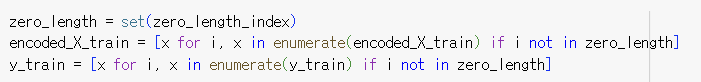 zero_length = set(zero_length_index)
encoded_X_train = [x for i, x in enumerate(encoded_X_train) if i not in zero_length]
y_train = [x for i, x in enumerate(y_train) if i not in zero_length]